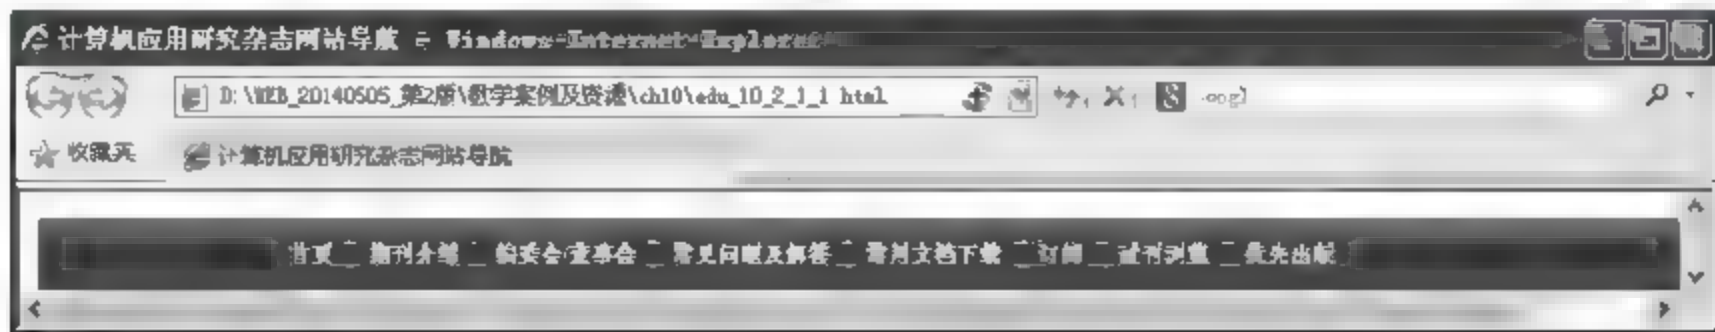 计算机应用研究杂志网站导航 - Windows Internet Explorer
D:\WEB_20140505_第2版\教学案例及资源\ch10\edu_10_2_1_1 html
收藏夹 计算机应用研究杂志网站导航
首页 期刊介绍 编委会/董事会 常见问题及解答 常用文档下载 订阅 优先出版